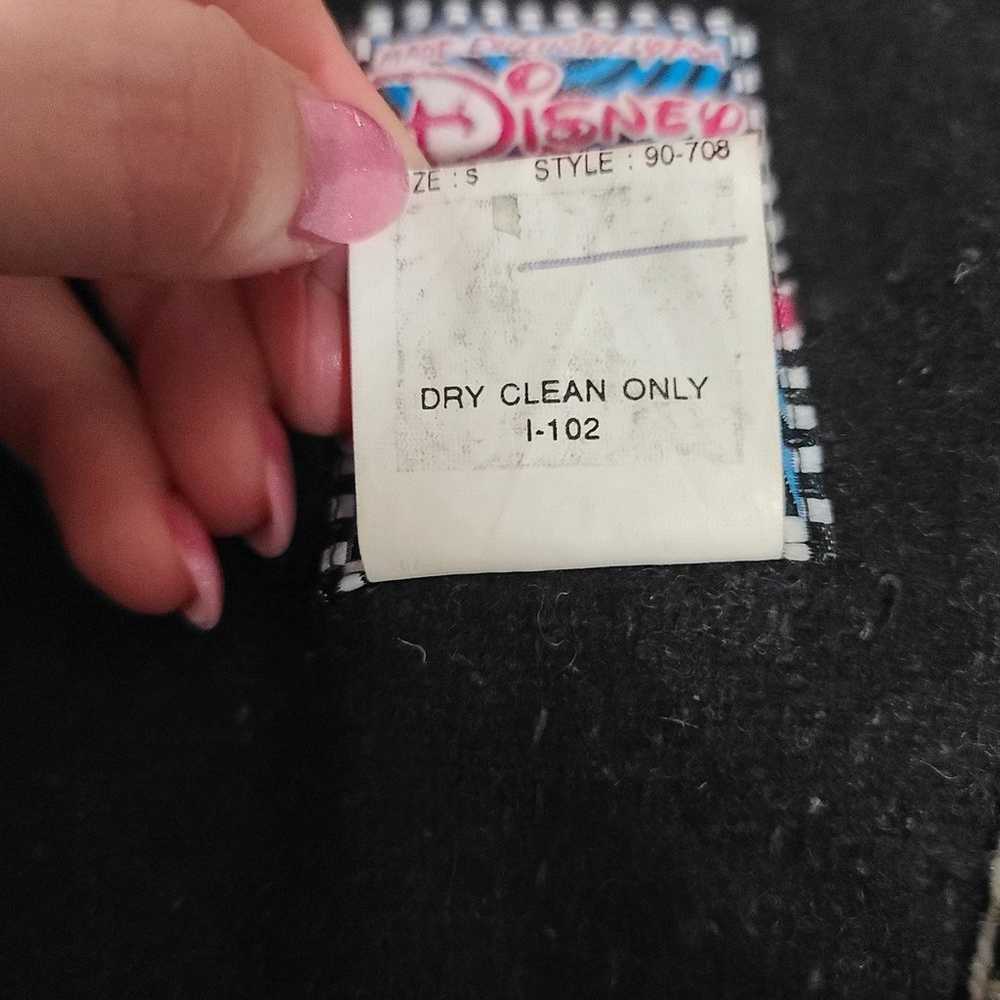 Disney
ZE : S STYLE : 90-708
DRY CLEAN ONLY
I-102